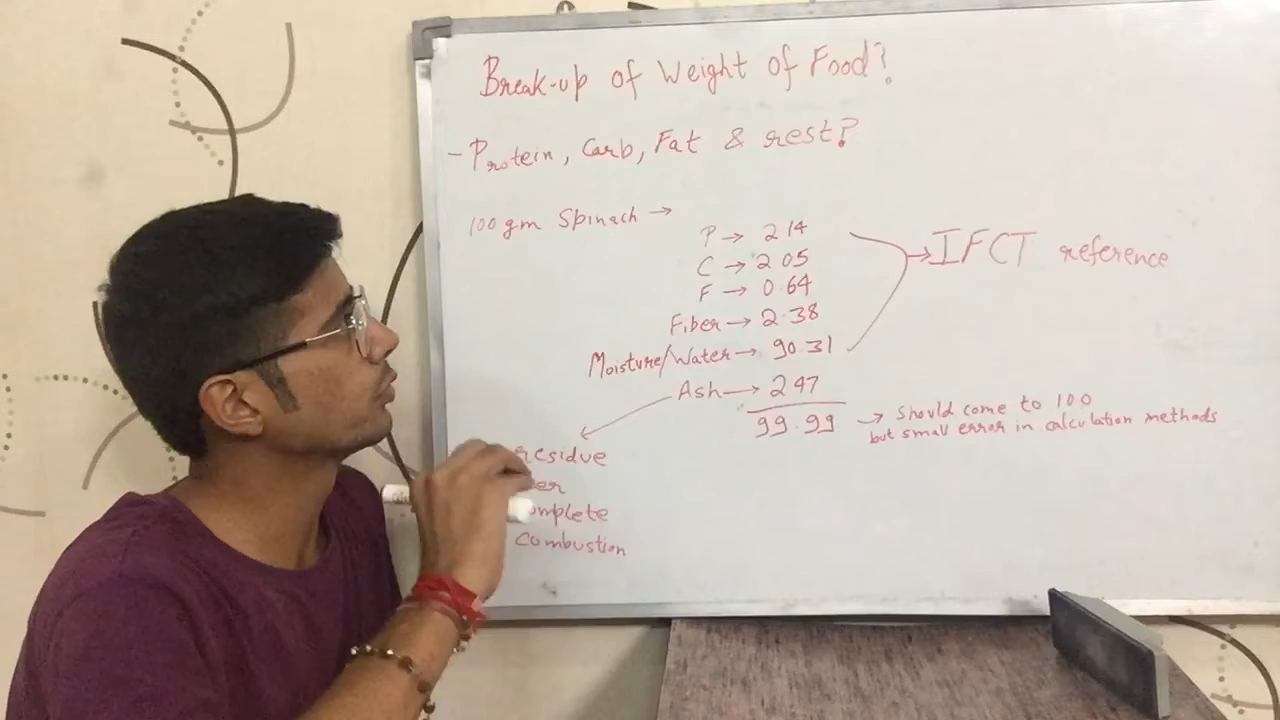 Break-up of Weight of Food?
- Protein, Carb, Fat & rest?
100 gm Spinach →
P → 2.14
C → 2.05
F → 0.64
Fiber → 2.38
Moisture/Water → 90.31
→ IFCT reference
Ash → 2.47
99.99 → Should come to 100
but small error in calculation methods
residue
combustion